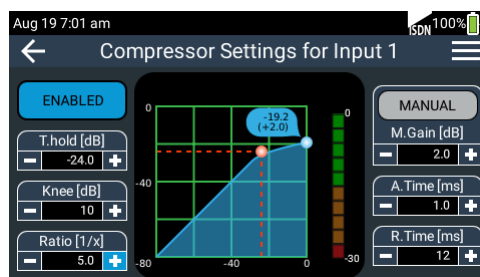 Aug 19 7:01 am
ISDN 100%
Compressor Settings for Input 1
ENABLED
T.hold [dB]
-24.0
Knee [dB]
10
Ratio [1/x]
5.0
0
-40
-80
-40
0
-19.2
(+2.0)
0
-30
MANUAL
M.Gain [dB]
2.0
A.Time [ms]
1.0
R.Time [ms]
12